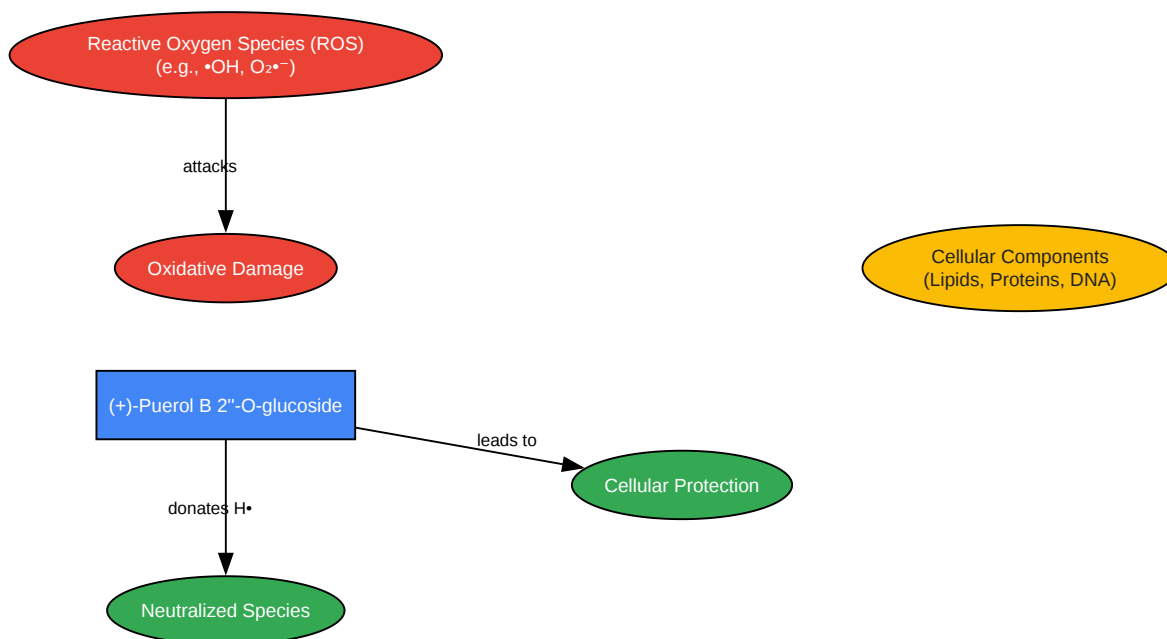 Reactive Oxygen Species (ROS)
(e.g., •OH, O₂•⁻)
attacks
Oxidative Damage
Cellular Components
(Lipids, Proteins, DNA)
(+)-Puerol B 2"-O-glucoside
leads to
Cellular Protection
donates H•
Neutralized Species